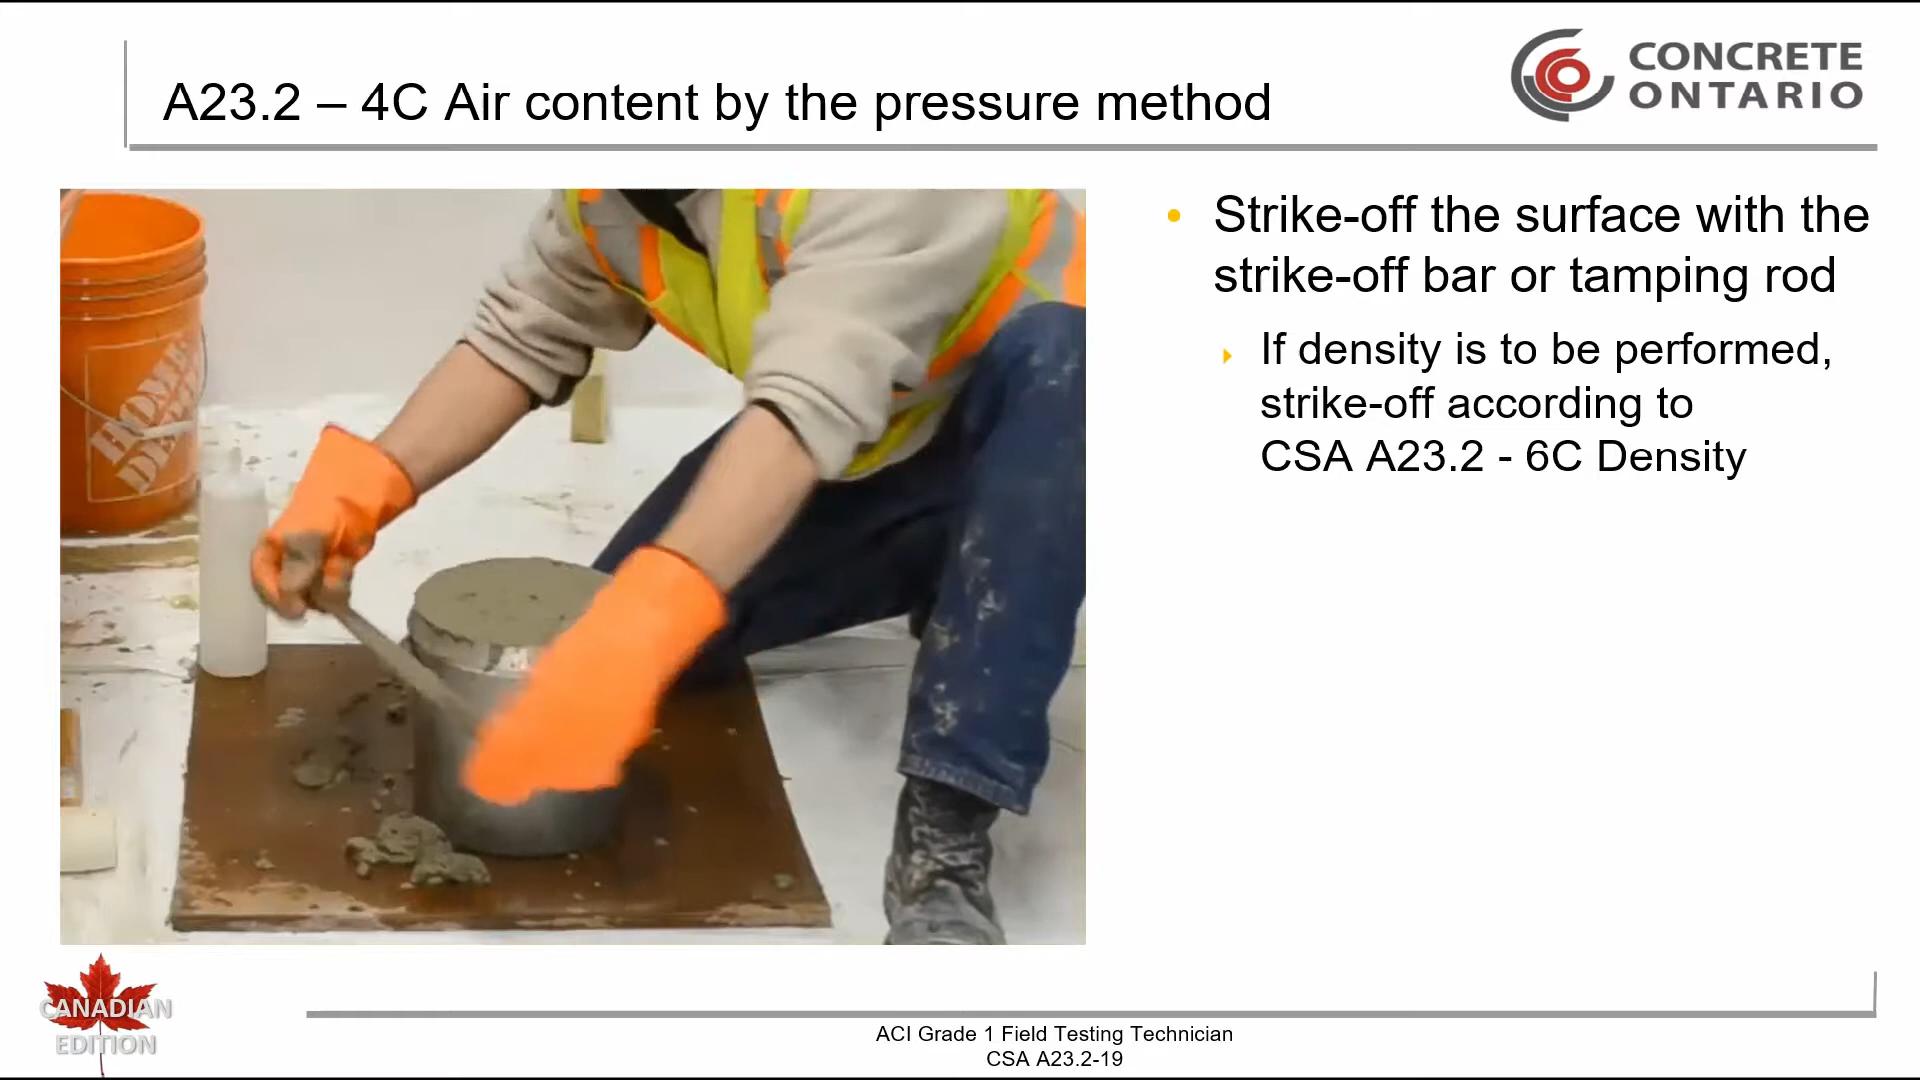 A23.2 – 4C Air content by the pressure method
CONCRETE
ONTARIO
Strike-off the surface with the
strike-off bar or tamping rod
If density is to be performed,
strike-off according to
CSA A23.2 - 6C Density
HOME
DEPOT
CANADIAN
EDITION
ACI Grade 1 Field Testing Technician
CSA A23.2-19